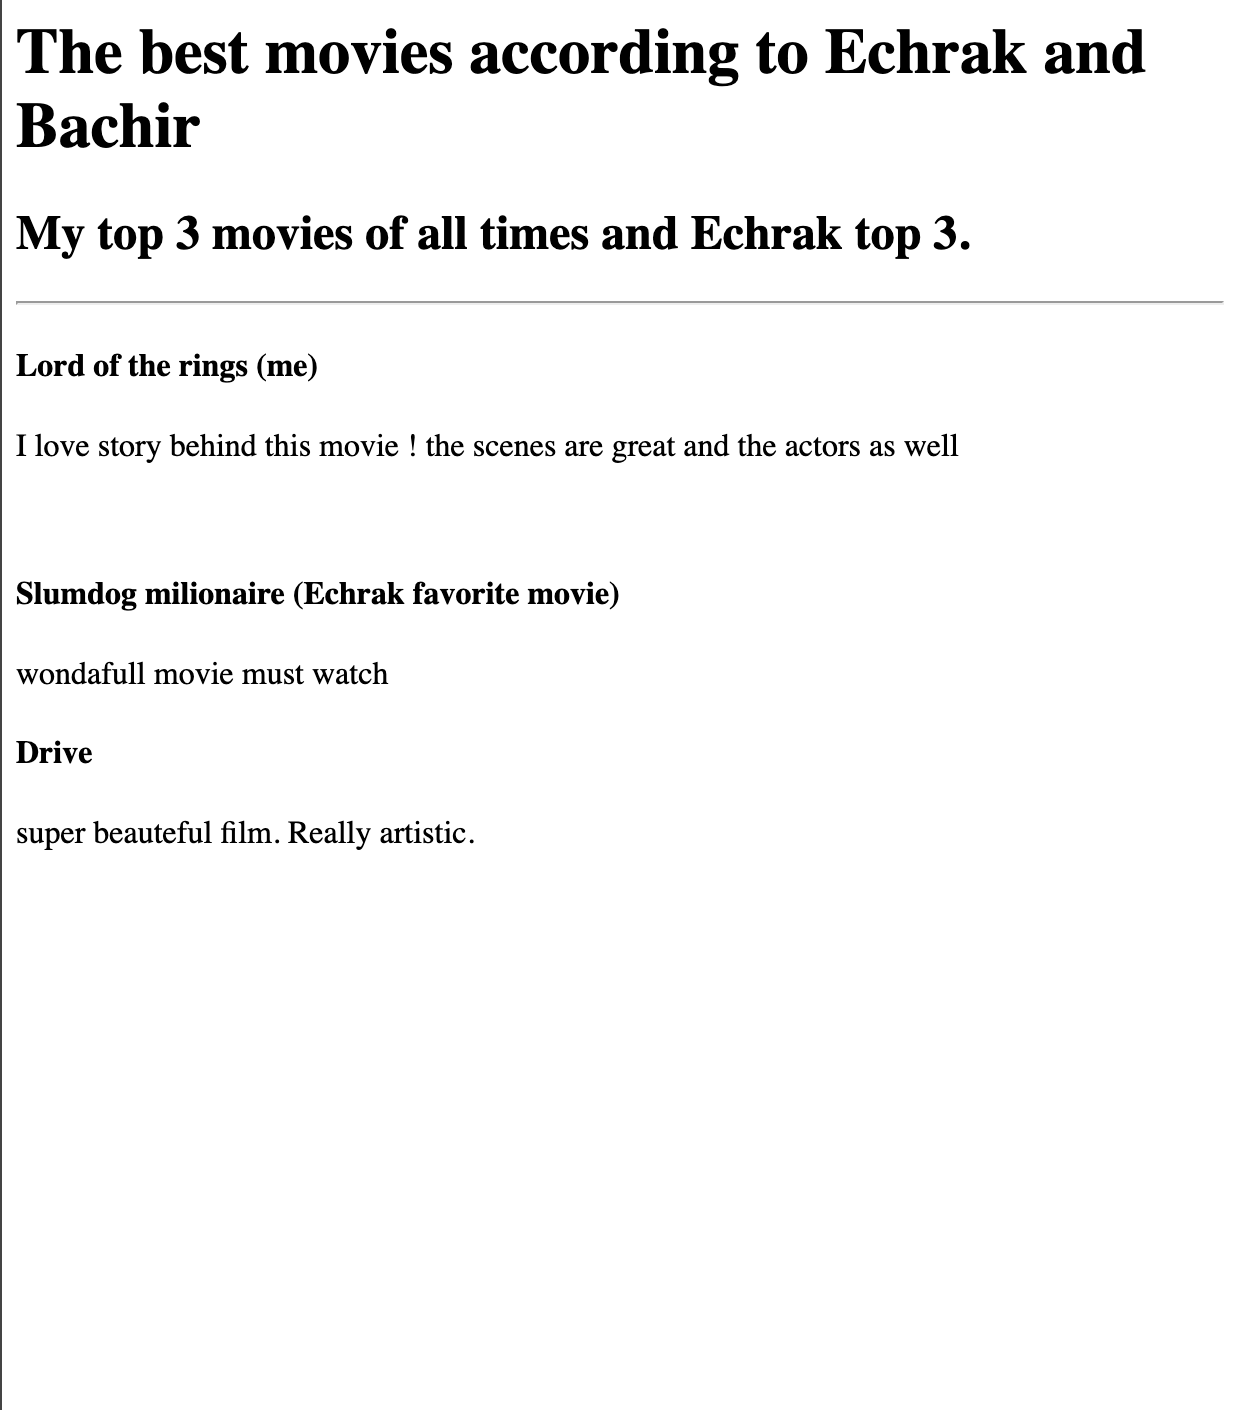 The best movies according to Echrak and
Bachir
My top 3 movies of all times and Echrak top 3.
Lord of the rings (me)
I love story behind this movie ! the scenes are great and the actors as well
Slumdog milionaire (Echrak favorite movie)
wondafull movie must watch
Drive
super beauteful film. Really artistic.